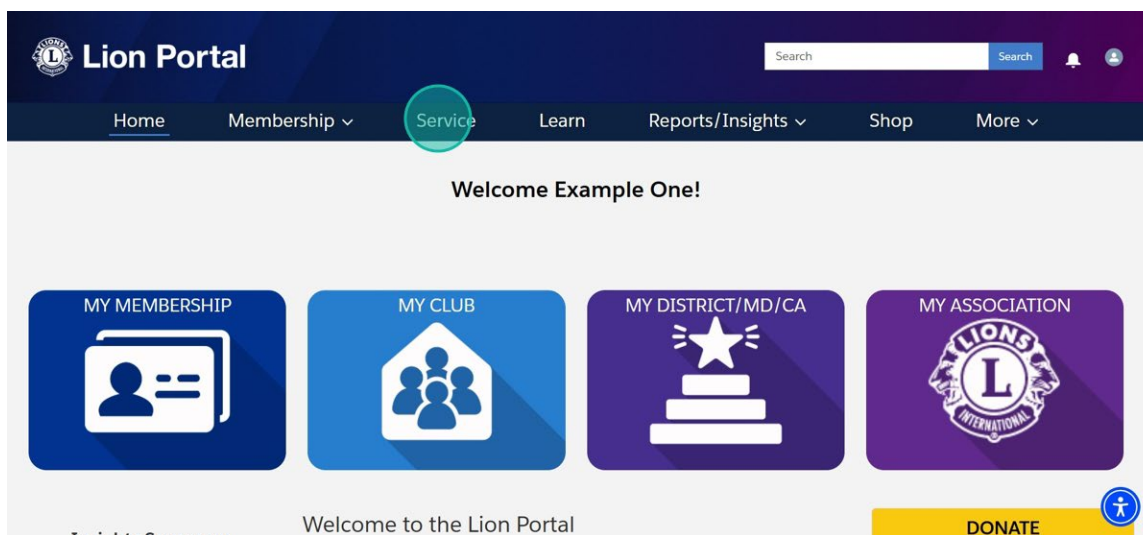 Lion Portal
Search Search
Home Membership Service Learn Reports/Insights Shop More
Welcome Example One!
MY MEMBERSHIP MY CLUB MY DISTRICT/MD/CA MY ASSOCIATION
LIONS
L
INTERNATIONAL
Welcome to the Lion Portal
DONATE